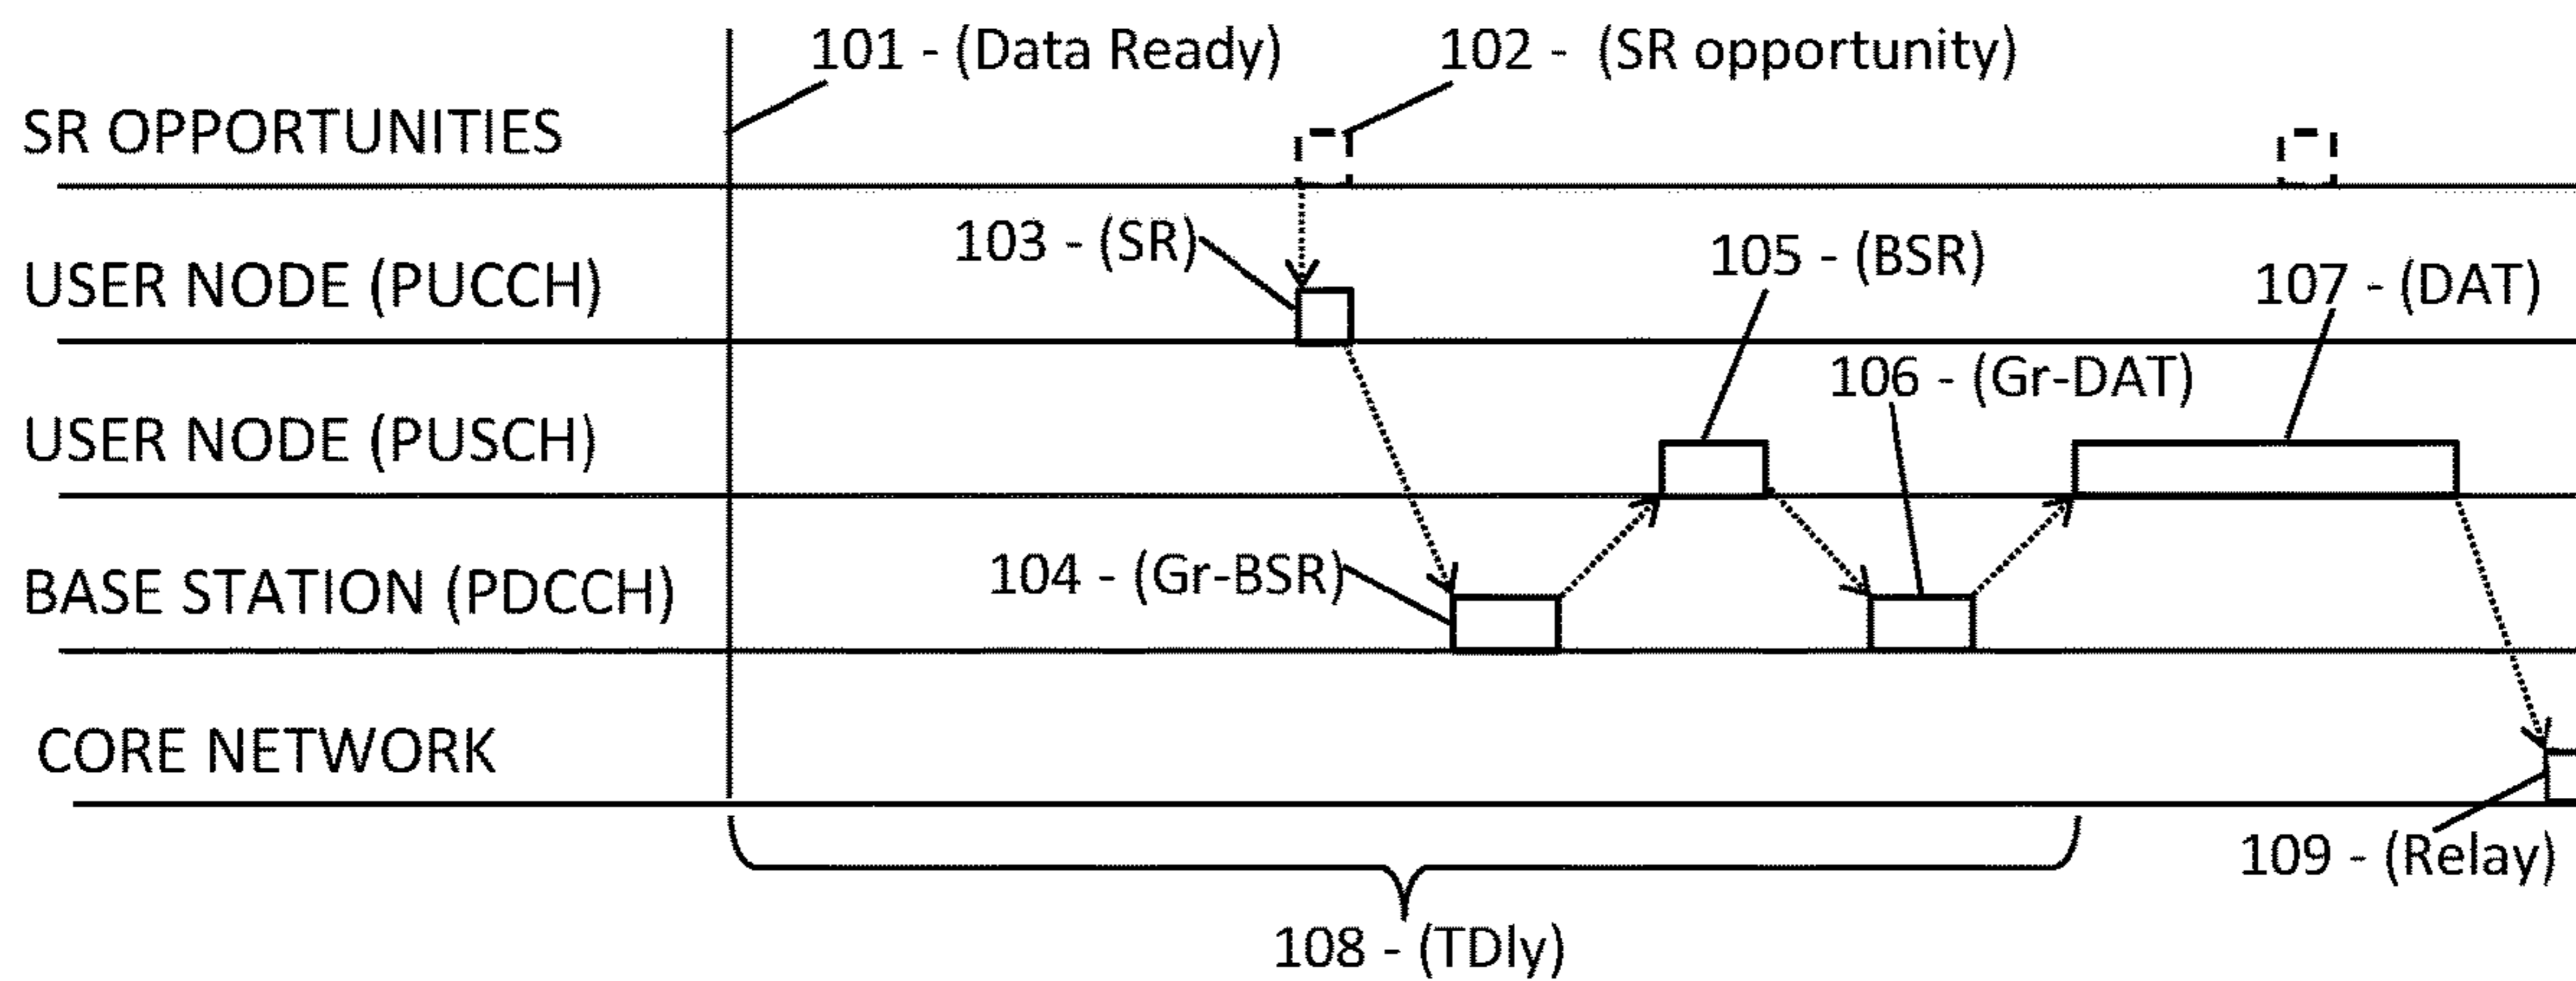 101 - (Data Ready)
102 - (SR opportunity)
SR OPPORTUNITIES
103 - (SR)
105 - (BSR)
USER NODE (PUCCH)
107 - (DAT)
106 - (Gr-DAT)
USER NODE (PUSCH)
104 - (Gr-BSR)
BASE STATION (PDCCH)
CORE NETWORK
109 - (Relay)
108 - (TDly)